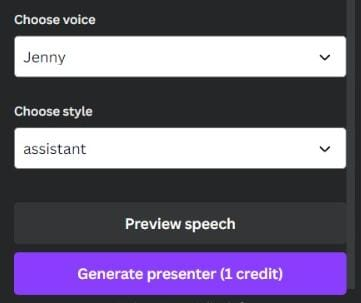 Choose voice
Jenny
Choose style
assistant
Preview speech
Generate presenter (1 credit)